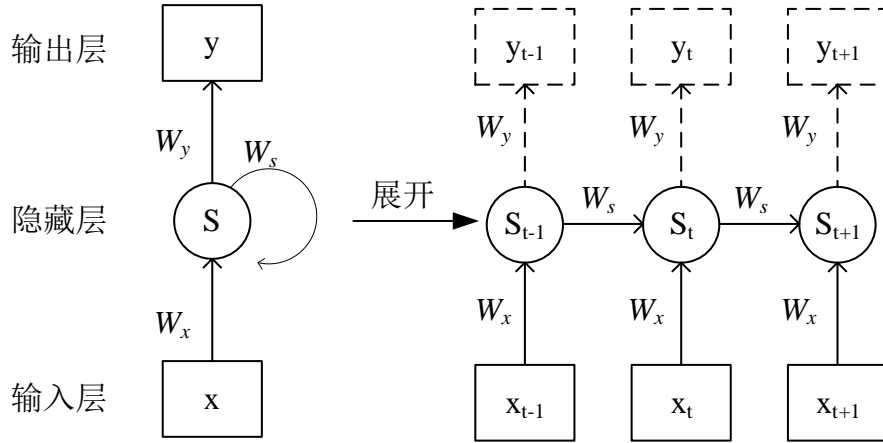 输出层 y y_{t-1} y_t y_{t+1}
W_y W_s W_y W_y W_y
隐藏层 S 展开 S_{t-1} W_s S_t W_s S_{t+1}
W_x W_x W_x W_x
输入层 x x_{t-1} x_t x_{t+1}